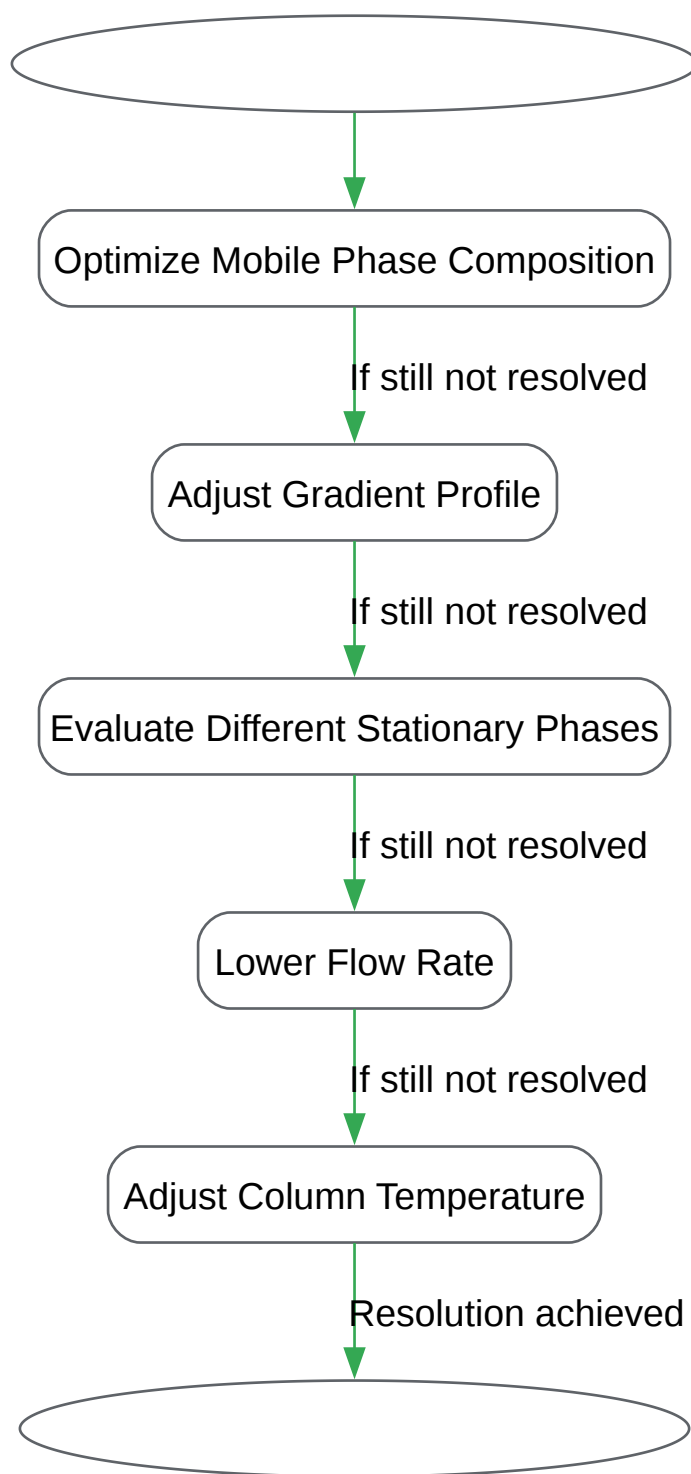 Optimize Mobile Phase Composition
If still not resolved
Adjust Gradient Profile
If still not resolved
Evaluate Different Stationary Phases
If still not resolved
Lower Flow Rate
If still not resolved
Adjust Column Temperature
Resolution achieved